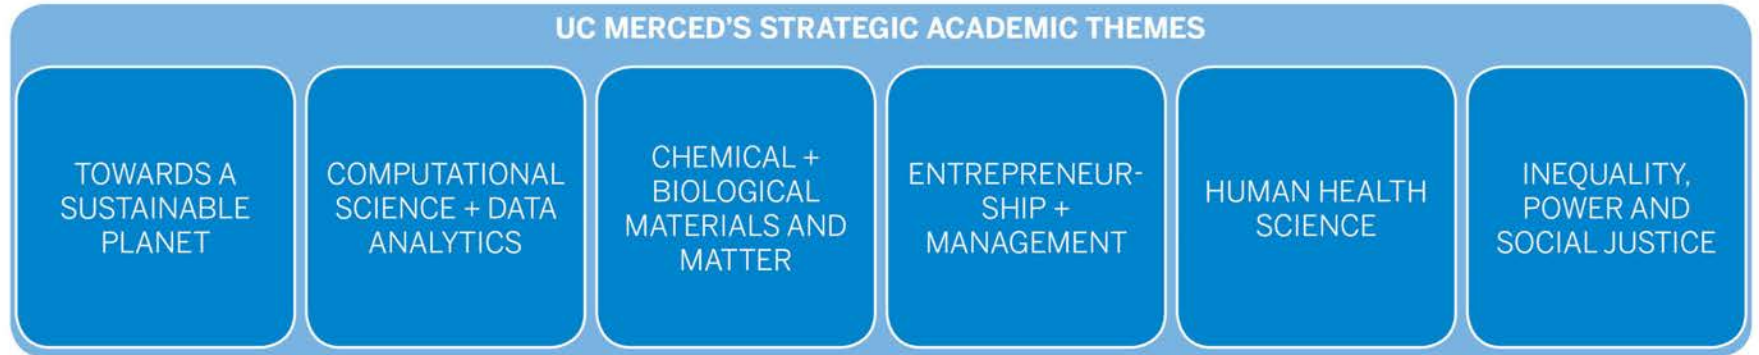 UC MERCED'S STRATEGIC ACADEMIC THEMES
TOWARDS A
SUSTAINABLE
PLANET
COMPUTATIONAL
SCIENCE + DATA
ANALYTICS
CHEMICAL +
BIOLOGICAL
MATERIALS AND
MATTER
ENTREPRENEUR-
SHIP +
MANAGEMENT
HUMAN HEALTH
SCIENCE
INEQUALITY,
POWER AND
SOCIAL JUSTICE